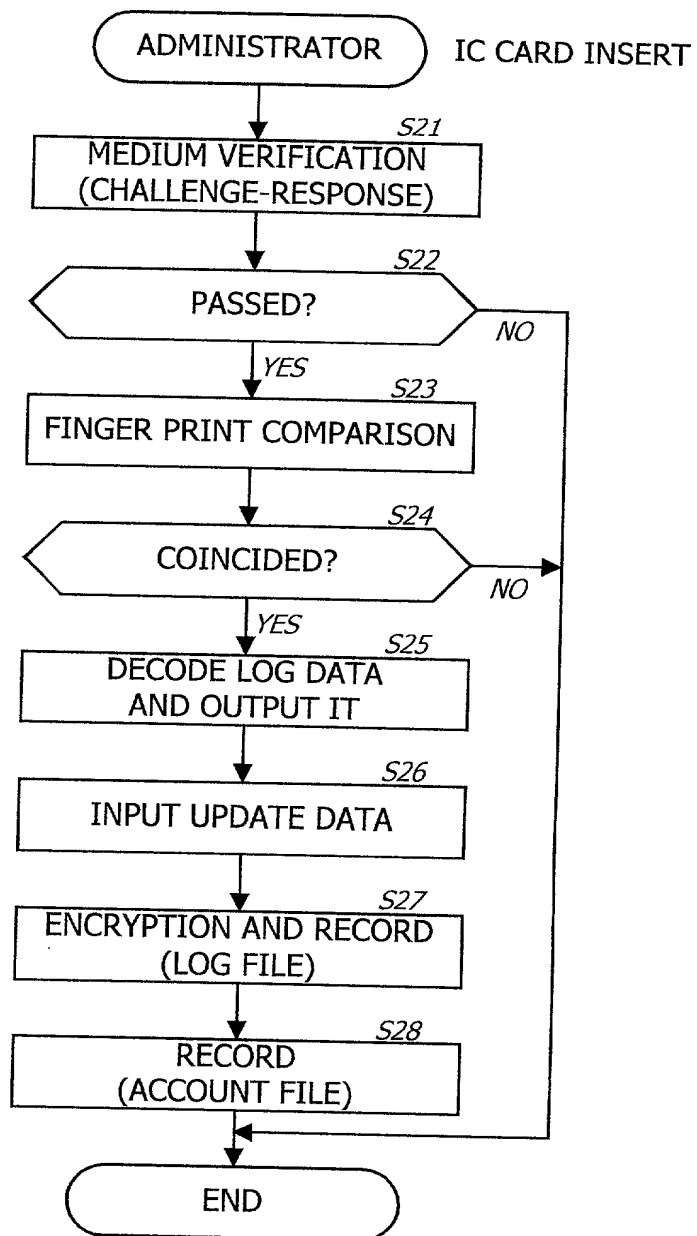 ADMINISTRATOR IC CARD INSERT
S21
MEDIUM VERIFICATION
(CHALLENGE-RESPONSE)
S22
PASSED?
NO
YES
S23
FINGER PRINT COMPARISON
S24
COINCIDED?
NO
YES
S25
DECODE LOG DATA
AND OUTPUT IT
S26
INPUT UPDATE DATA
S27
ENCRYPTION AND RECORD
(LOG FILE)
S28
RECORD
(ACCOUNT FILE)
END